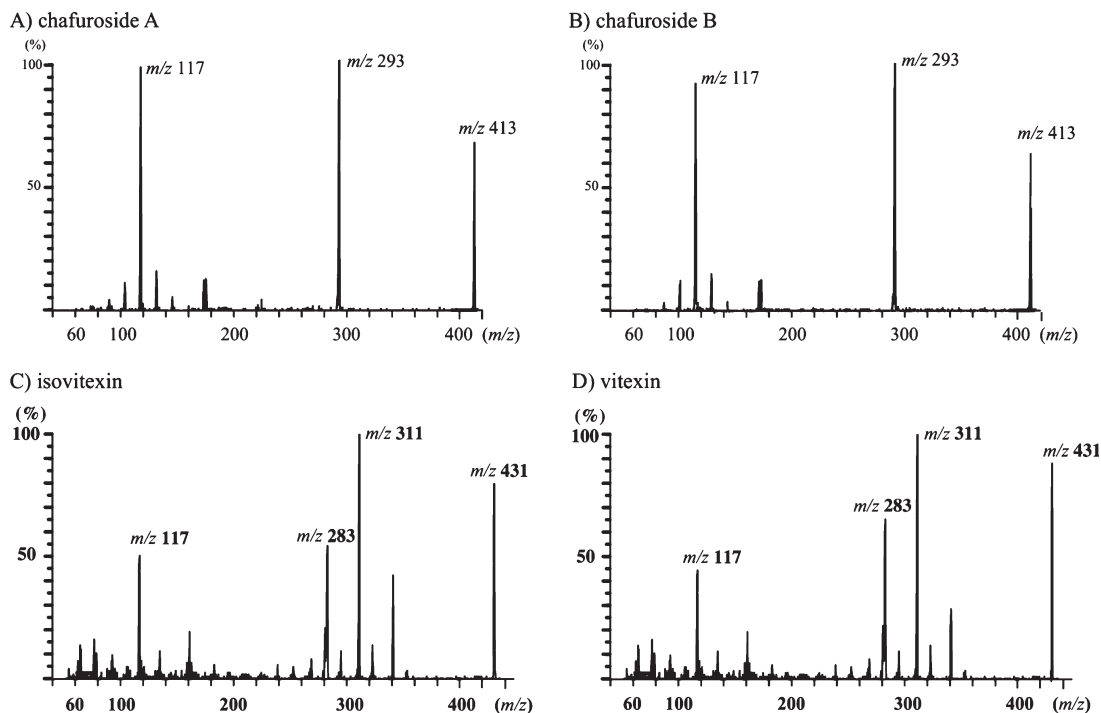 A) chafuroside A
(%)
100
50
m/z 117
m/z 293
m/z 413
60 100 200 300 400 (m/z)
B) chafuroside B
(%)
100
50
m/z 117
m/z 293
m/z 413
60 100 200 300 400 (m/z)
C) isovitexin
(%)
100
50
m/z 117
m/z 283
m/z 311
m/z 431
60 100 200 300 400 (m/z)
D) vitexin
(%)
100
50
m/z 117
m/z 283
m/z 311
m/z 431
60 100 200 300 400 (m/z)